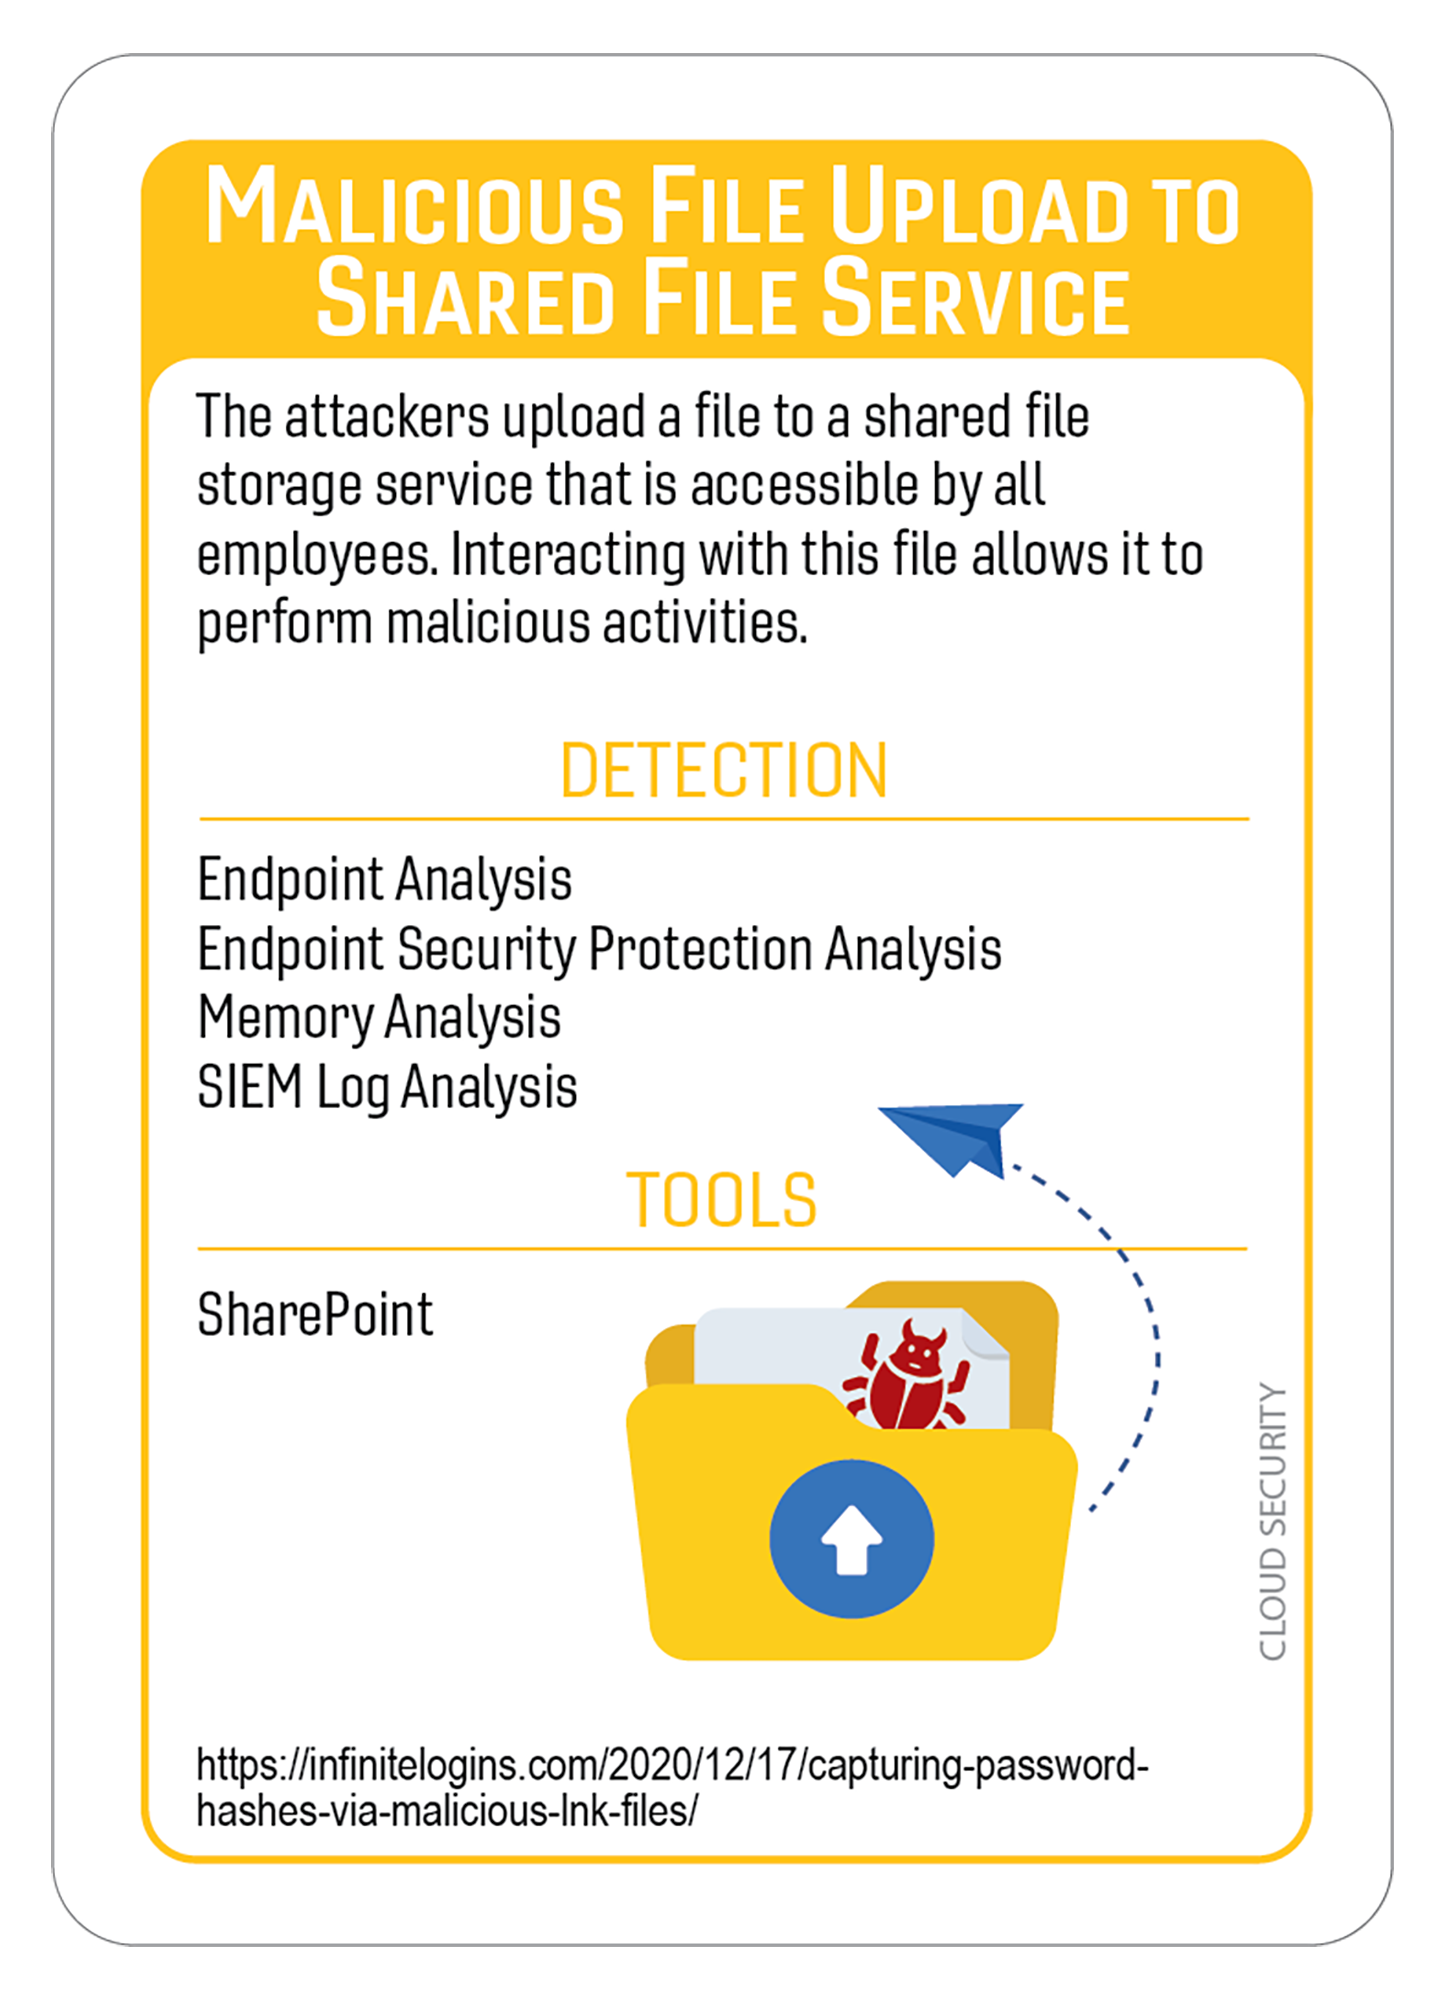 MALICIOUS FILE UPLOAD TO
SHARED FILE SERVICE
The attackers upload a file to a shared file
storage service that is accessible by all
employees. Interacting with this file allows it to
perform malicious activities.
DETECTION
Endpoint Analysis
Endpoint Security Protection Analysis
Memory Analysis
SIEM Log Analysis
TOOLS
SharePoint
CLOUD SECURITY
https://infinitelogins.com/2020/12/17/capturing-password-
hashes-via-malicious-lnk-files/